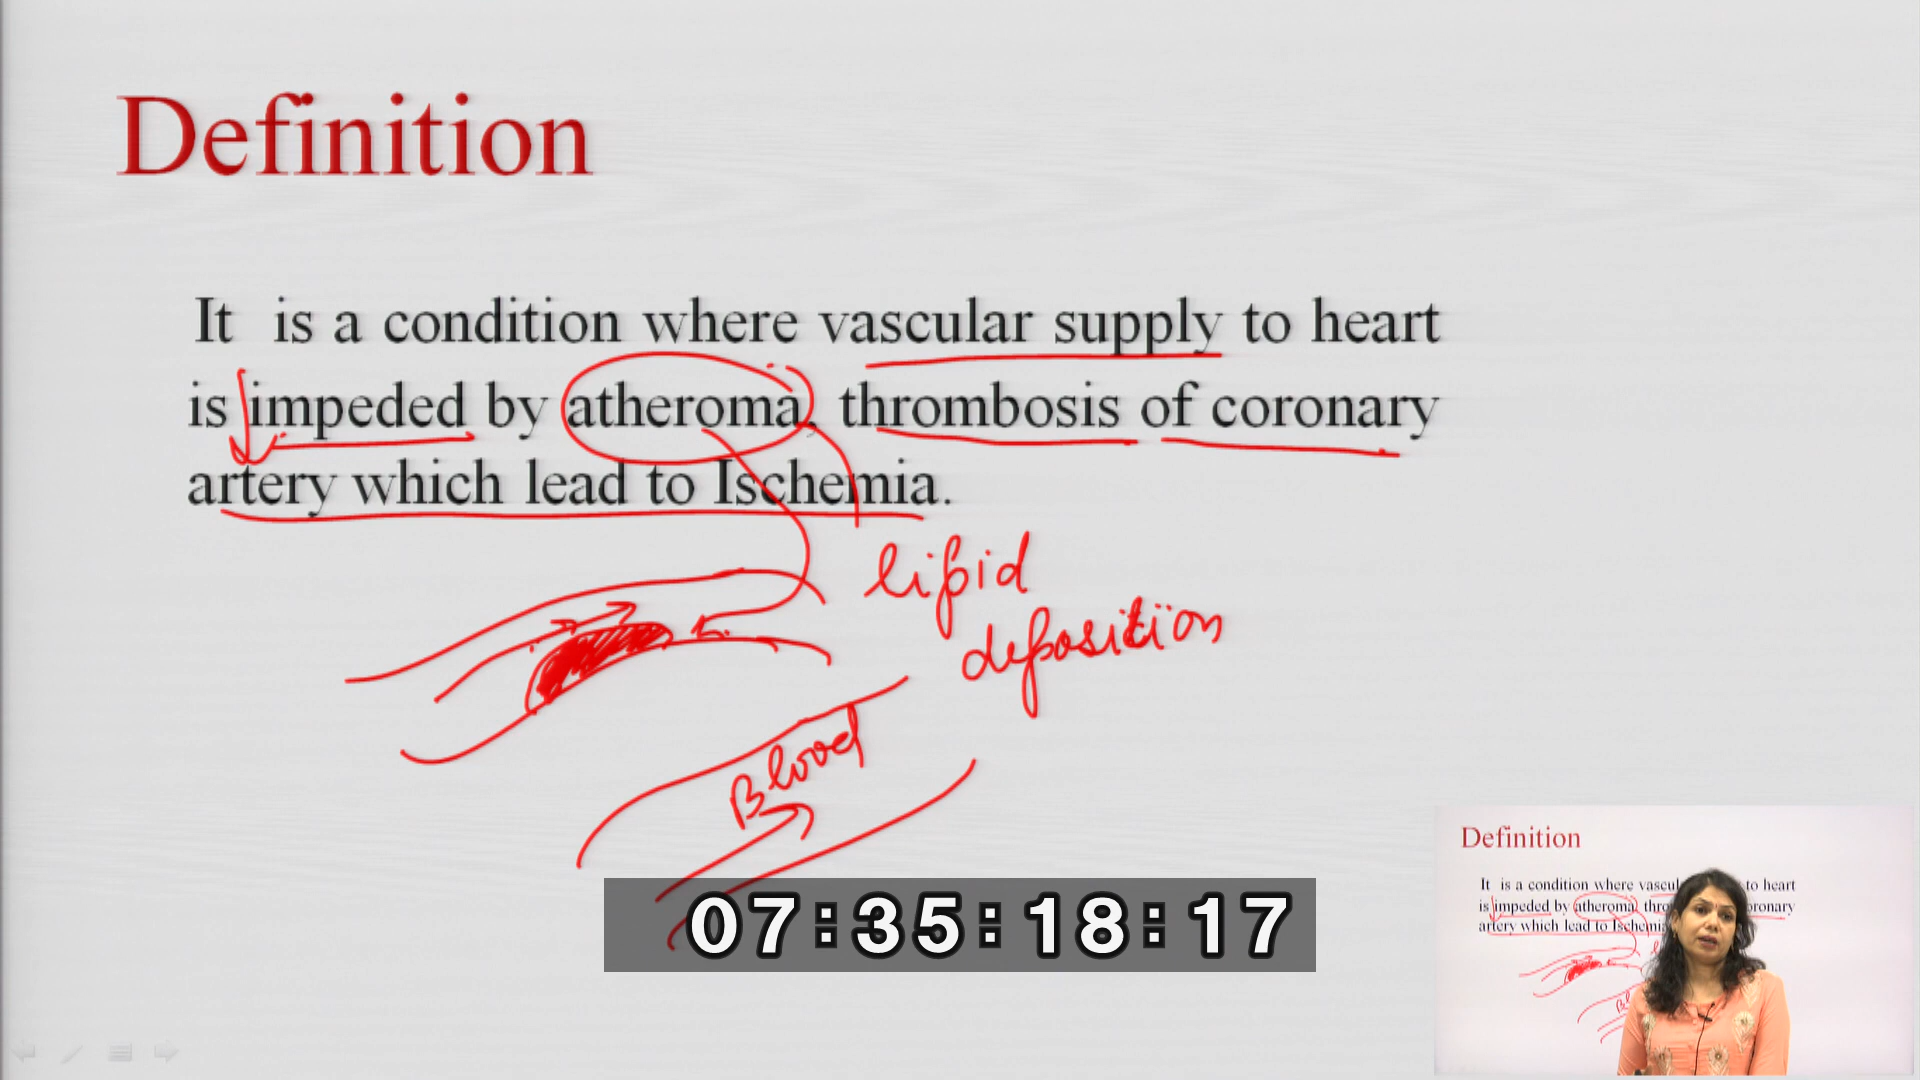 Definition
It is a condition where vascular supply to heart
is impeded by atheroma, thrombosis of coronary
artery which lead to Ischemia.
lipid
deposition
Blood
07:35:18:17
Definition
It is a condition where vascul to heart
is impeded by atheroma, thro oronary
artery which lead to Ischemia